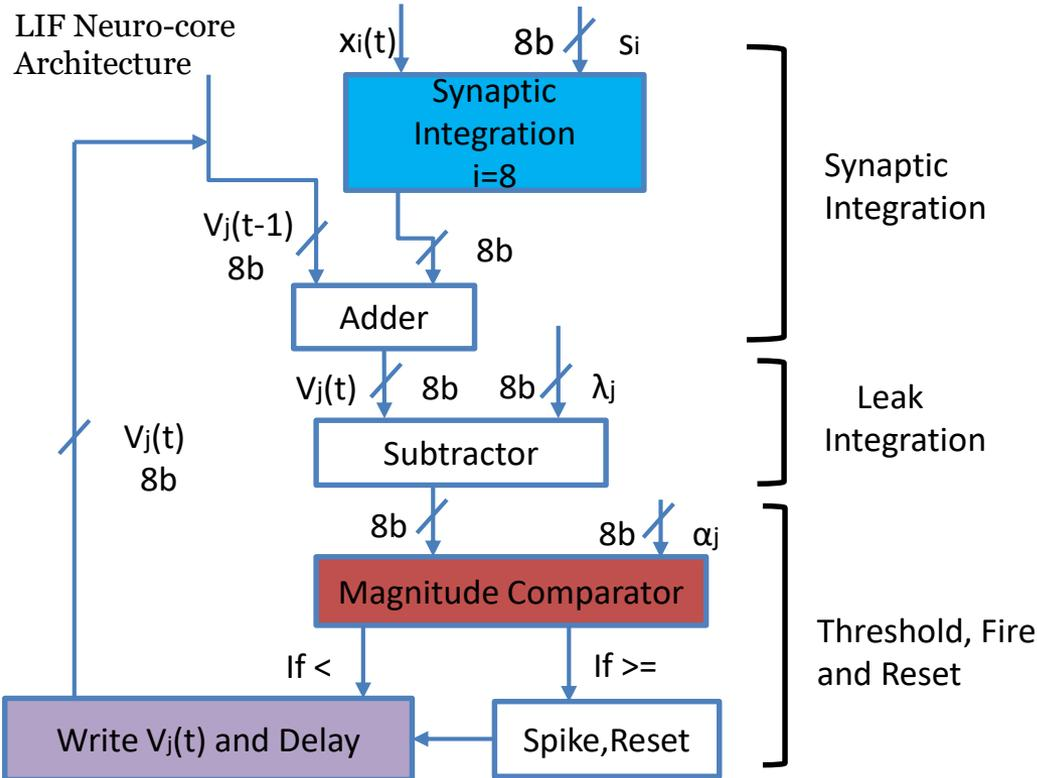 LIF Neuro-core
Architecture
xi(t)
8b
si
Synaptic
Integration
i=8
Synaptic
Integration
Vj(t-1)
8b
8b
Adder
Vj(t)
8b
8b
λj
Leak
Integration
Subtractor
Vj(t)
8b
8b
8b
αj
Magnitude Comparator
Threshold, Fire
and Reset
If <
If >=
Write Vj(t) and Delay
Spike,Reset